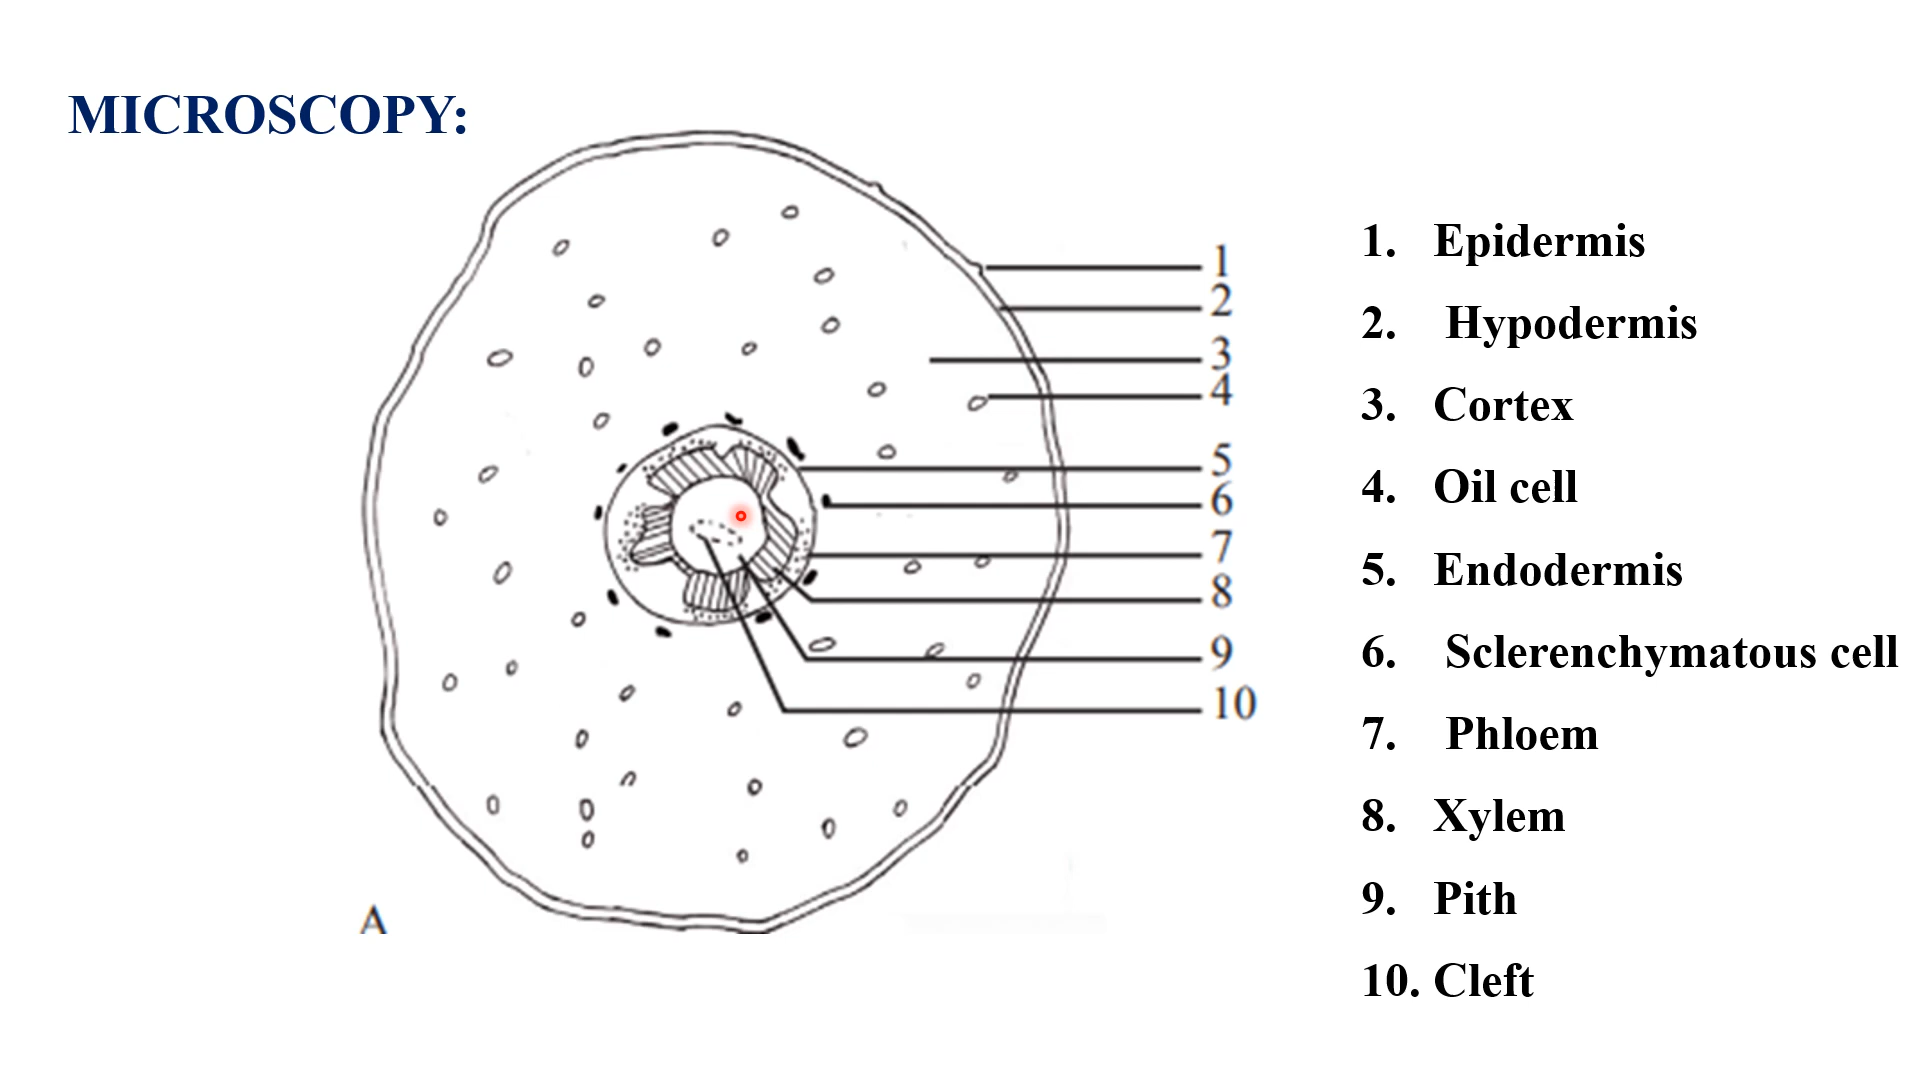 MICROSCOPY:
1
2
3
4
5
6
7
8
9
10
A
1. Epidermis
2. Hypodermis
3. Cortex
4. Oil cell
5. Endodermis
6. Sclerenchymatous cell
7. Phloem
8. Xylem
9. Pith
10. Cleft